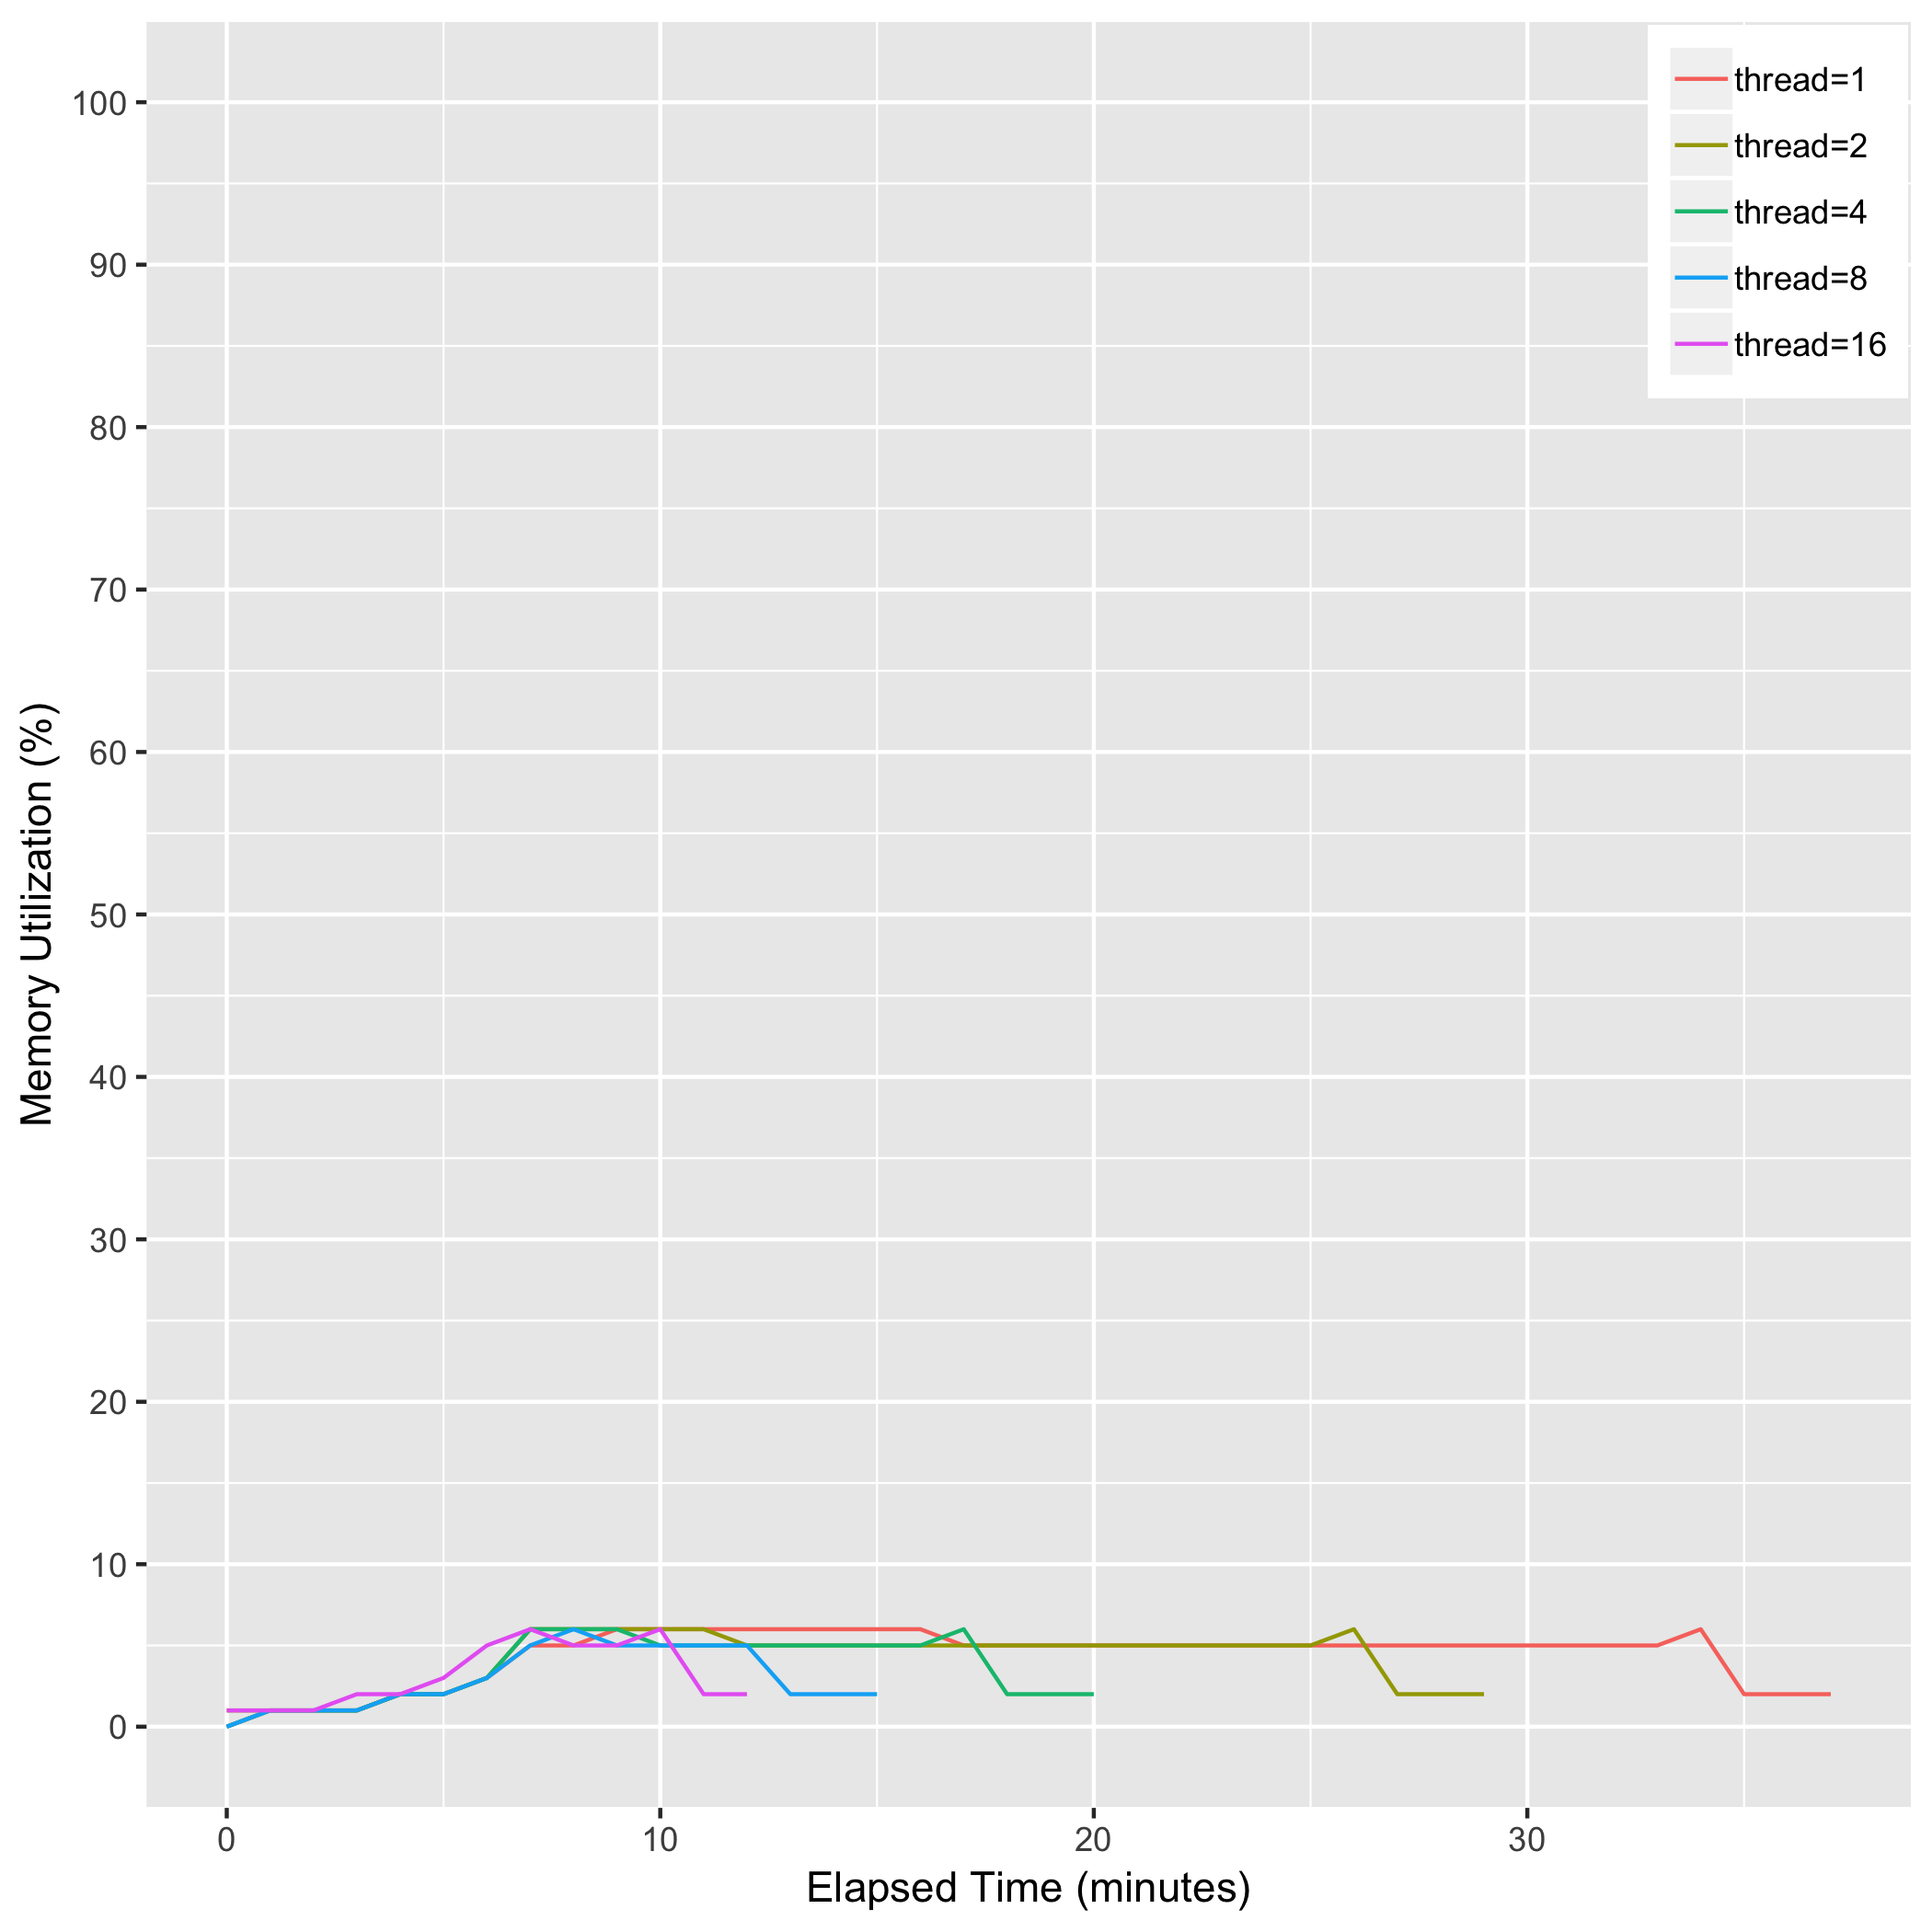 thread=1
thread=2
thread=4
thread=8
thread=16
100
90
80
70
60
50
40
30
20
10
0
Memory Utilization (%)
0 10 20 30
Elapsed Time (minutes)